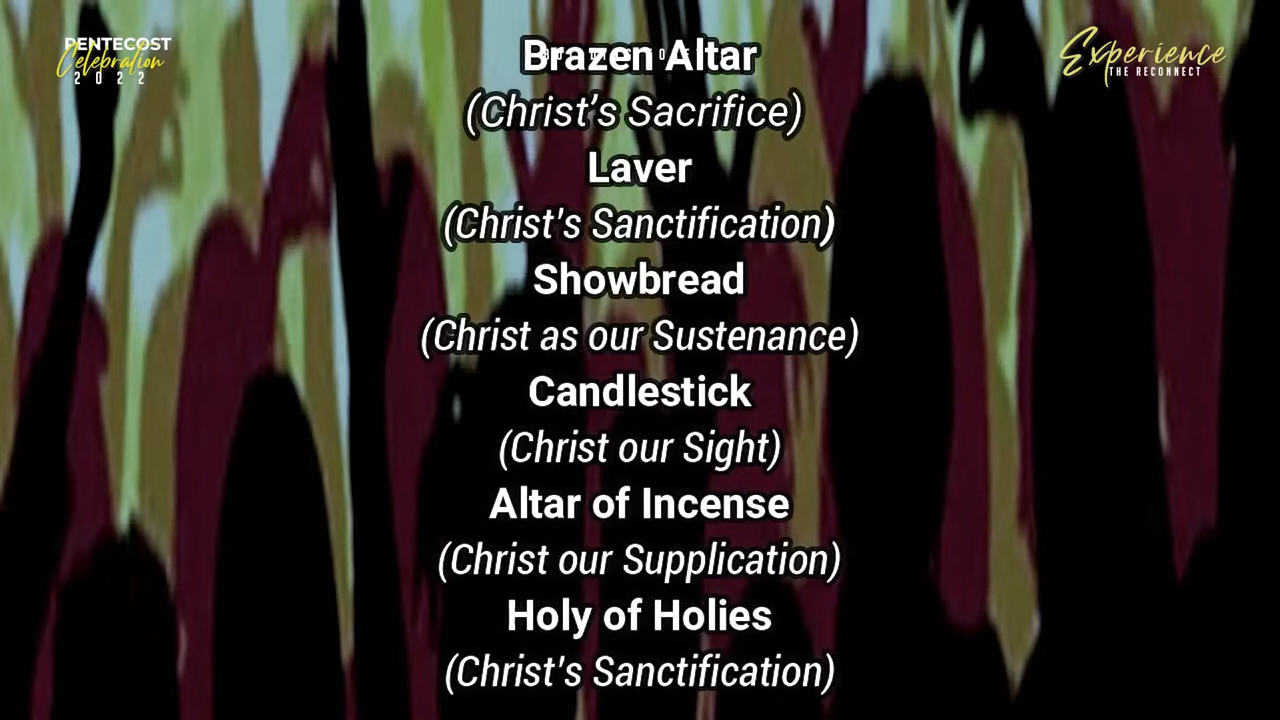 PENTECOST
Celebration
2022
Experience
THE RECONNECT
Brazen Altar
(Christ’s Sacrifice)
Laver
(Christ's Sanctification)
Showbread
(Christ as our Sustenance)
Candlestick
(Christ our Sight)
Altar of Incense
(Christ our Supplication)
Holy of Holies
(Christ's Sanctification)